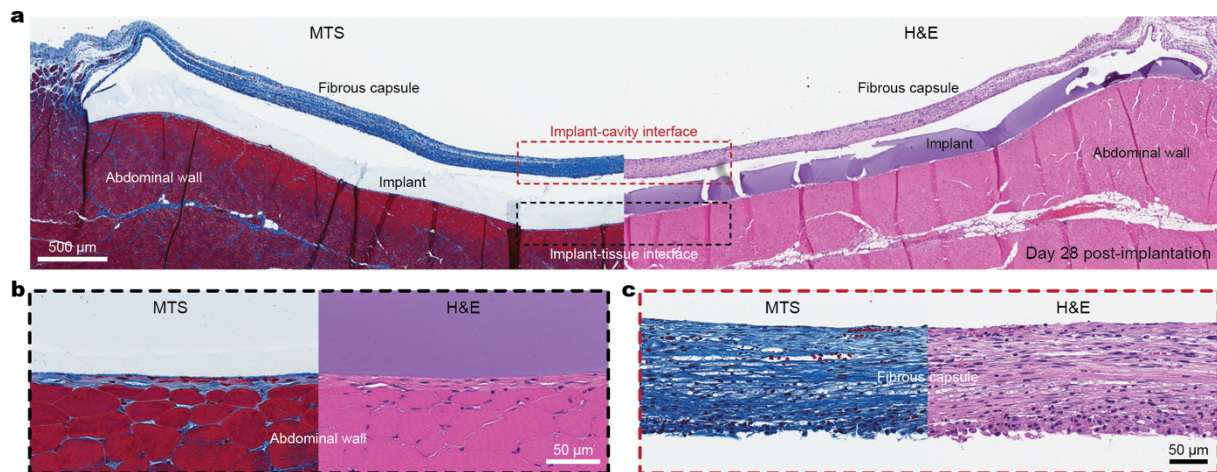 a
MTS
H&E
Fibrous capsule
Fibrous capsule
Implant-cavity interface
Implant
Abdominal wall
Abdominal wall
Implant
500 µm
Implant-tissue interface
Day 28 post-implantation
b
MTS
H&E
Abdominal wall
50 µm
c
MTS
H&E
Fibrous capsule
50 µm